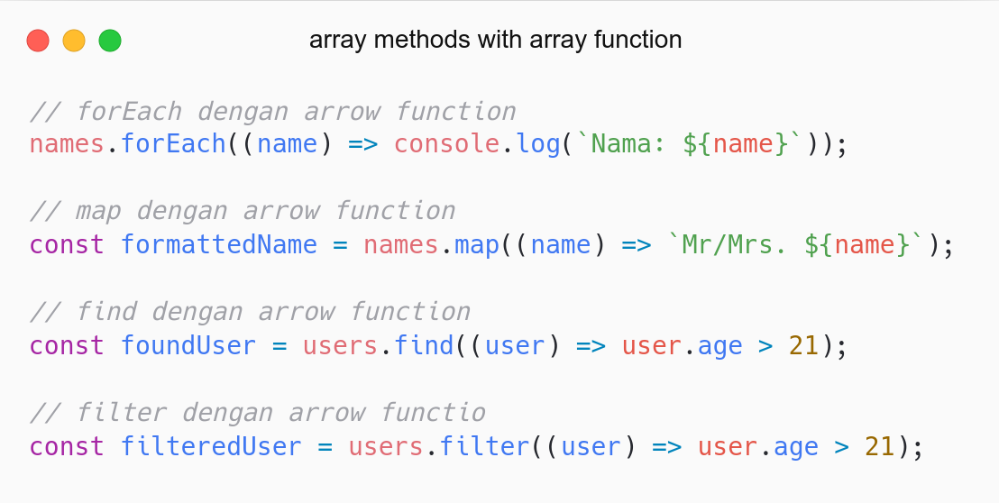 array methods with array function
// forEach dengan arrow function
names.forEach((name) => console.log(`Nama: ${name}`));
// map dengan arrow function
const formattedName = names.map((name) => `Mr/Mrs. ${name}`);
// find dengan arrow function
const foundUser = users.find((user) => user.age > 21);
// filter dengan arrow functio
const filteredUser = users.filter((user) => user.age > 21);